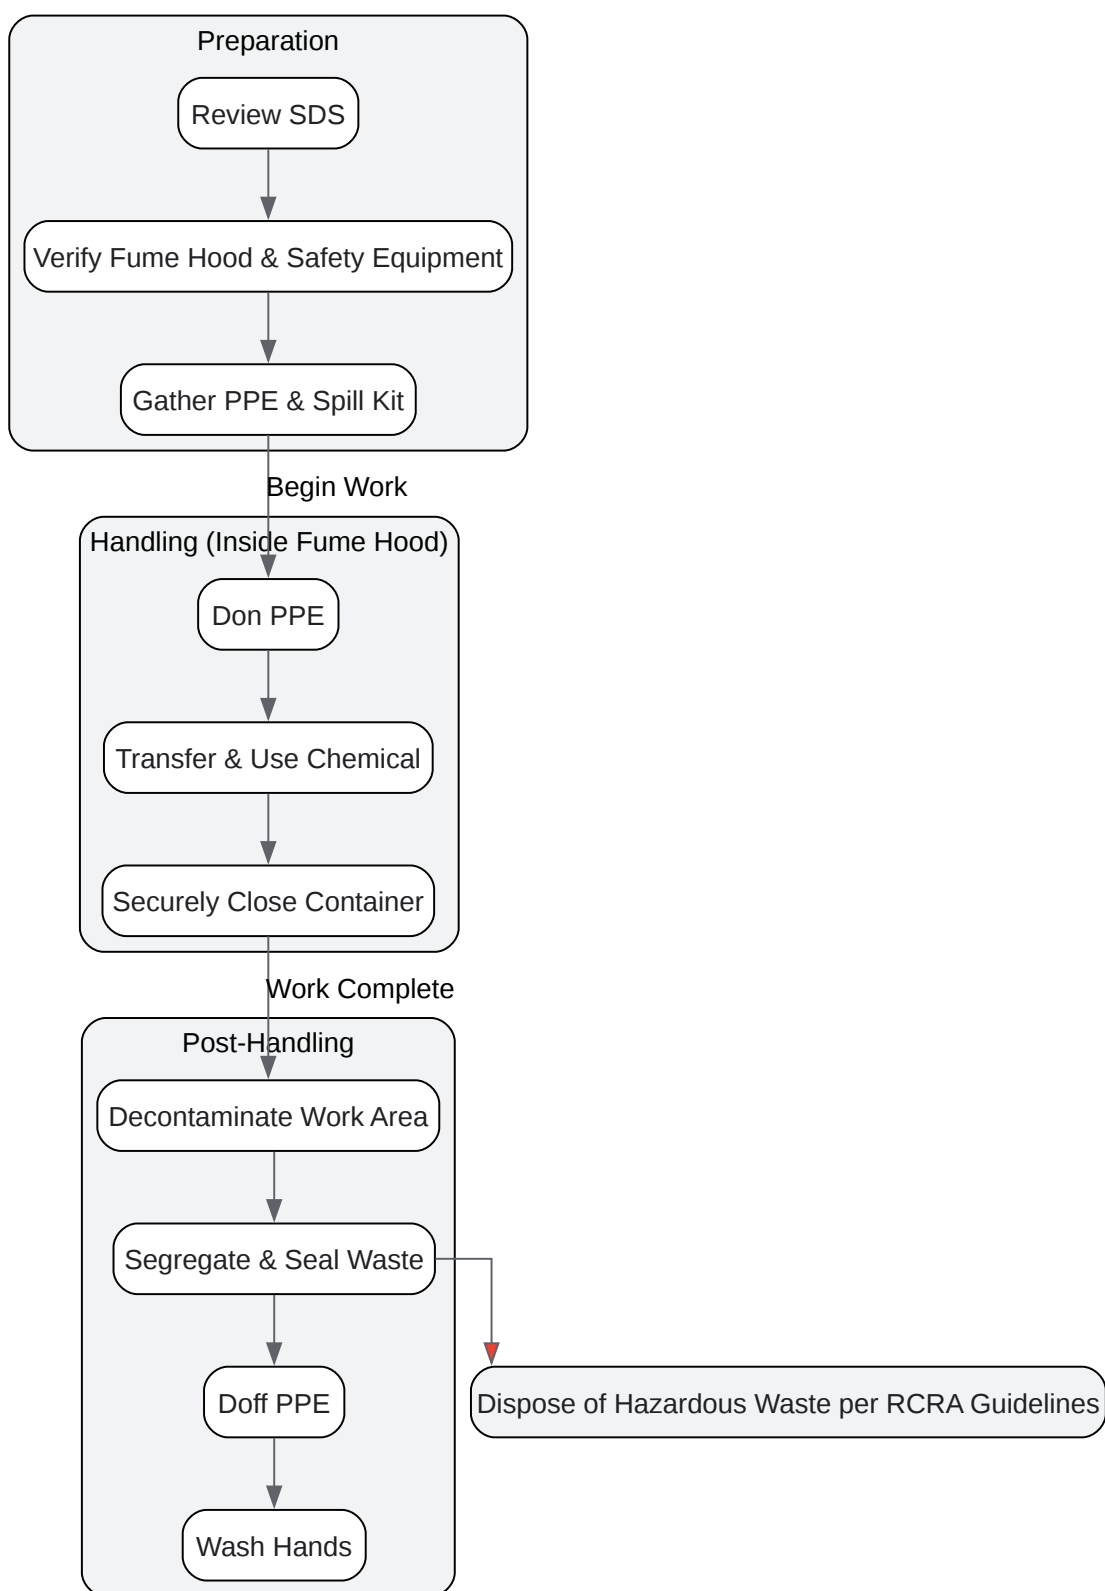 Preparation
Review SDS
Verify Fume Hood & Safety Equipment
Gather PPE & Spill Kit
Begin Work
Handling (Inside Fume Hood)
Don PPE
Transfer & Use Chemical
Securely Close Container
Work Complete
Post-Handling
Decontaminate Work Area
Segregate & Seal Waste
Doff PPE
Dispose of Hazardous Waste per RCRA Guidelines
Wash Hands